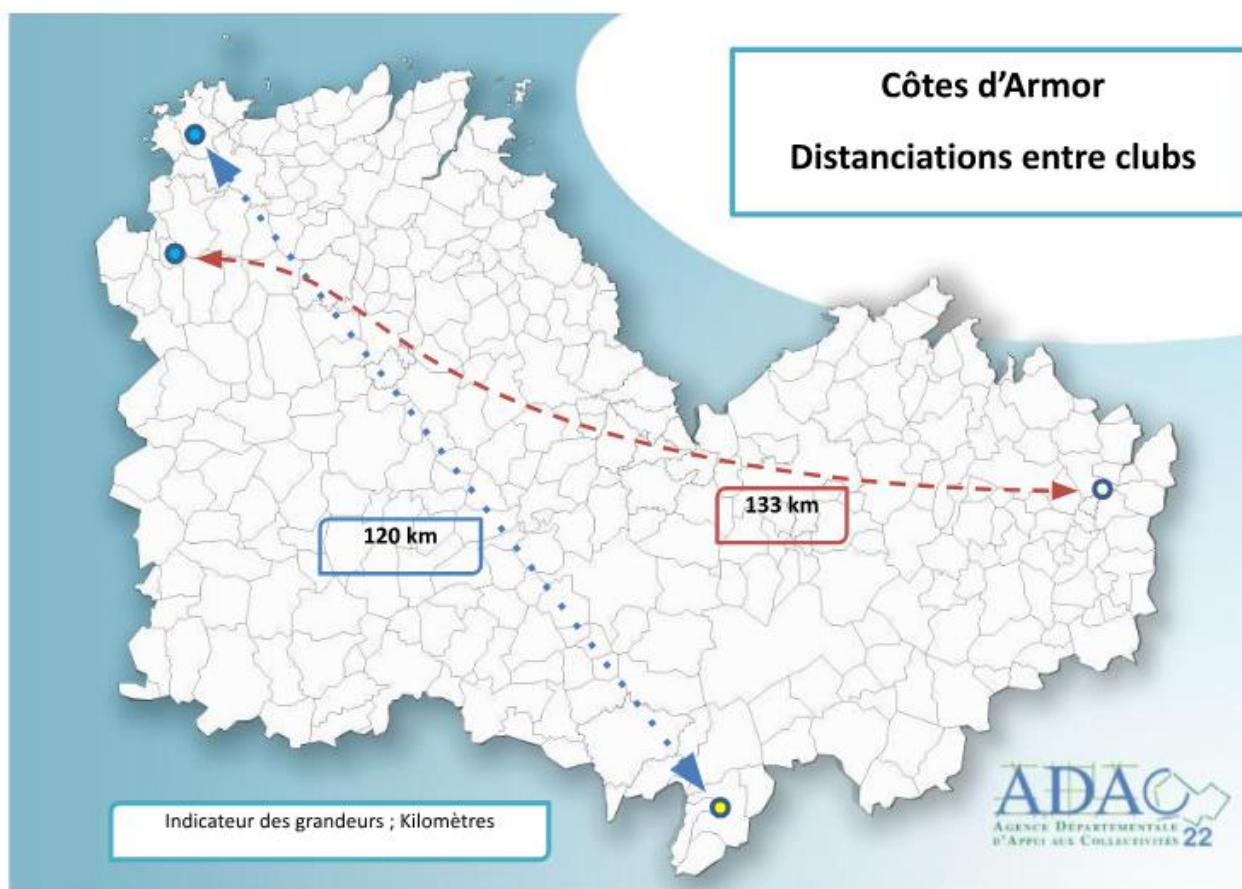 Côtes d’Armor
Distanciations entre clubs
133 km
120 km
Indicateur des grandeurs ; Kilomètres
ADAC
AGENCE DÉPARTEMENTALE
D'APPUI AUX COLLECTIVITÉS 22